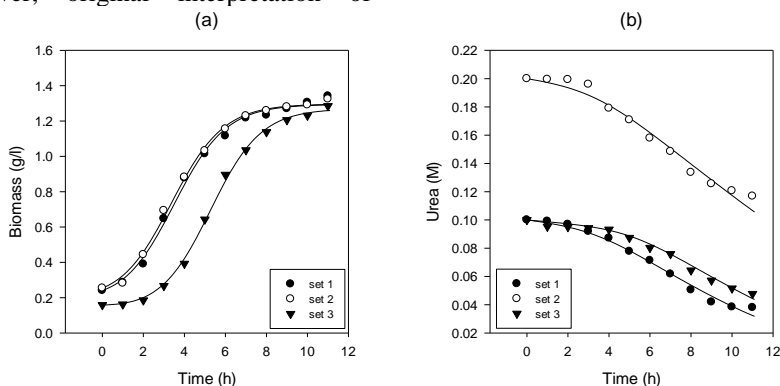 original interpretation of
(a)
Biomass (g/l)
1.6
1.4
1.2
1.0
0.8
0.6
0.4
0.2
0.0
0 2 4 6 8 10 12
Time (h)
set 1
set 2
set 3
(b)
Urea (M)
0.22
0.20
0.18
0.16
0.14
0.12
0.10
0.08
0.06
0.04
0.02
0 2 4 6 8 10 12
Time (h)
set 1
set 2
set 3